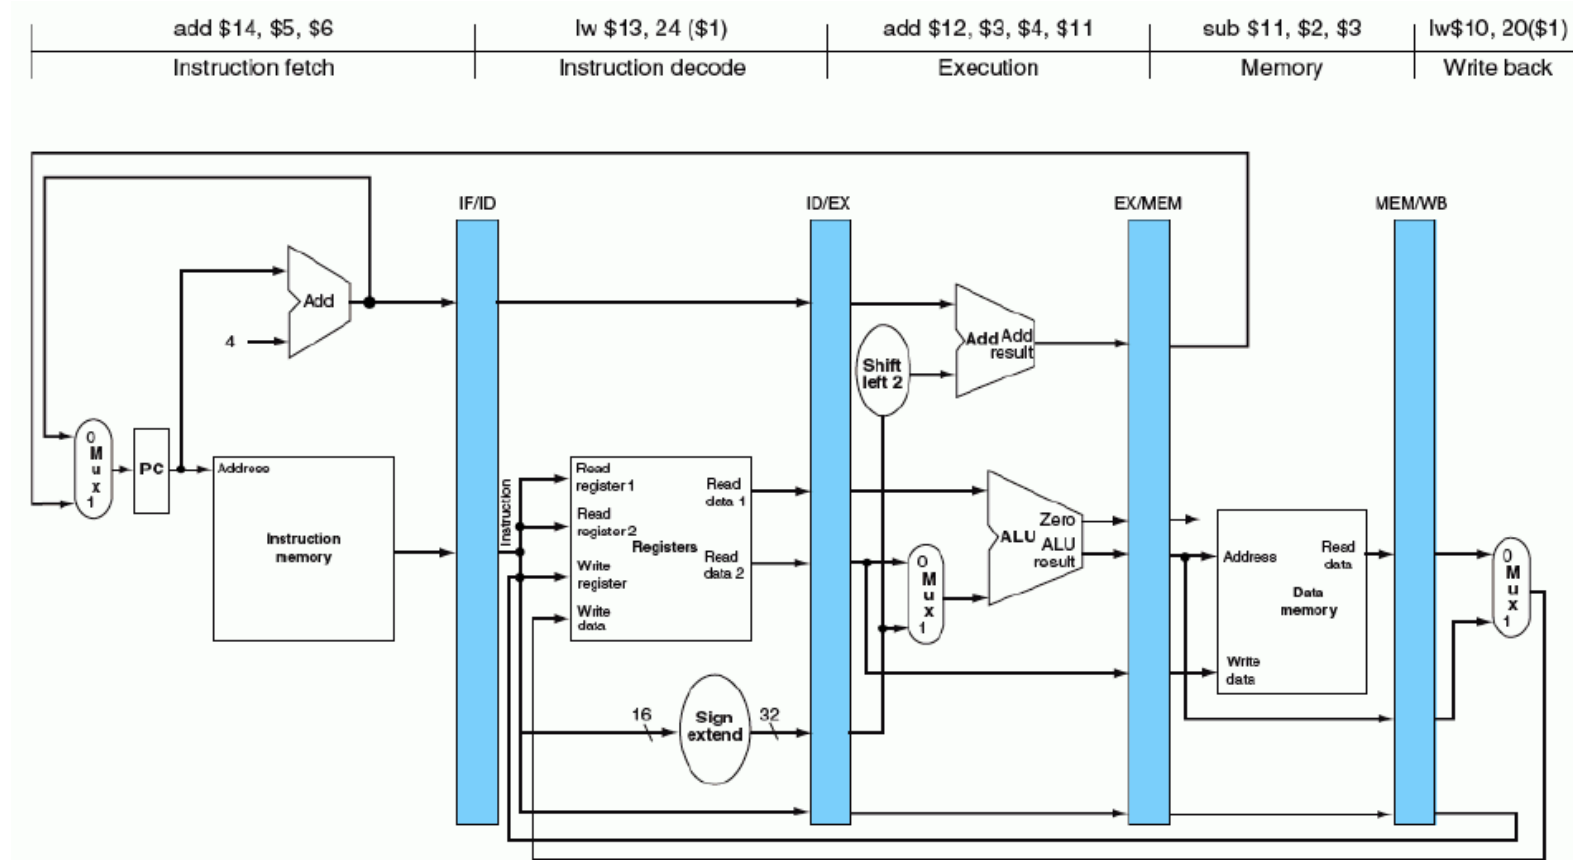 add $14, $5, $6
lw $13, 24 ($1)
add $12, $3, $4, $11
sub $11, $2, $3
lw$10, 20($1)
Instruction fetch
Instruction decode
Execution
Memory
Write back
IF/ID
ID/EX
EX/MEM
MEM/WB
Add
4
Add Add
result
Shift
left 2
0
M
u
x
1
PC
Address
Instruction
memory
Instruction
Read
register 1
Read
register 2
Write
register
Write
data
Registers
Read
data 1
Read
data 2
0
M
u
x
1
Zero
ALU
ALU
result
Address
Read
data
Data
memory
Write
data
0
M
u
x
1
16
Sign
extend
32